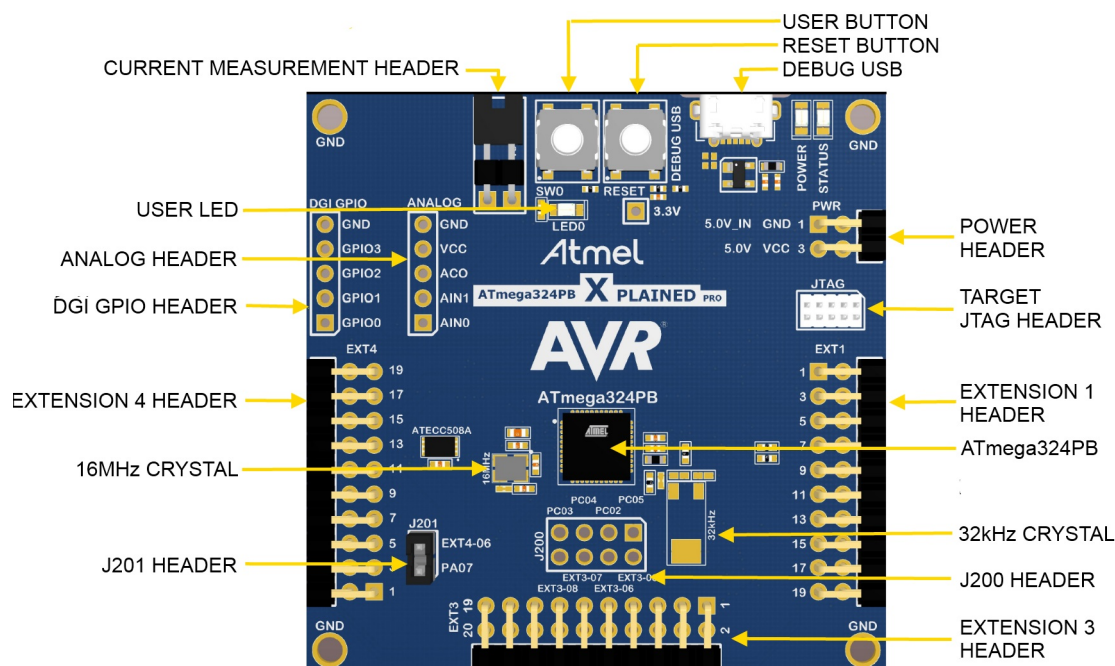 USER BUTTON
RESET BUTTON
DEBUG USB
CURRENT MEASUREMENT HEADER
GND
GND
DEBUG USB
POWER
STATUS
SW0
RESET
3.3V
LED0
USER LED
DGI GPIO
GND
GPIO3
GPIO2
GPIO1
GPIO0
ANALOG
GND
VCC
ACO
AIN1
AIN0
ANALOG HEADER
DGI GPIO HEADER
PWR
5.0V_IN GND 1
5.0V VCC 3
POWER
HEADER
Atmel
ATmega324PB X PLAINED PRO
AVR®
JTAG
TARGET
JTAG HEADER
EXT4
19
17
15
13
11
9
7
5
1
EXTENSION 4 HEADER
EXT1
1
3
5
7
9
11
13
15
17
19
EXTENSION 1
HEADER
ATmega324PB
ATMEL
ATmega324PB
ATECC508A
16MHz
16MHz CRYSTAL
32kHz
32kHz CRYSTAL
PC04 PC05
PC03 PC02
J200
EXT3-07
EXT3-08 EXT3-06
J200 HEADER
J201
EXT4-06
PA07
J201 HEADER
EXT3
19
20
1
2
EXTENSION 3
HEADER
GND
GND